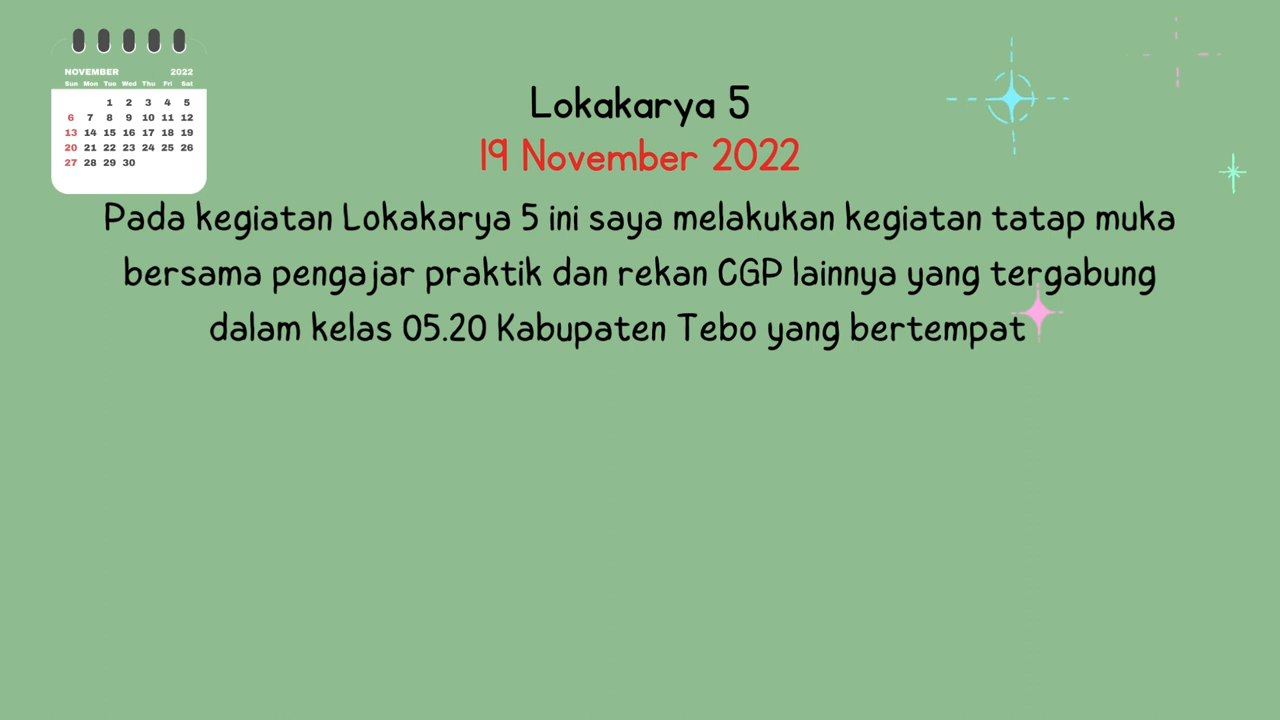 NOVEMBER 2022
Sun Mon Tue Wed Thu Fri Sat
1 2 3 4 5
6 7 8 9 10 11 12
13 14 15 16 17 18 19
20 21 22 23 24 25 26
27 28 29 30
Lokakarya 5
19 November 2022
Pada kegiatan Lokakarya 5 ini saya melakukan kegiatan tatap muka
bersama pengajar praktik dan rekan CGP lainnya yang tergabung
dalam kelas 05.20 Kabupaten Tebo yang bertempat